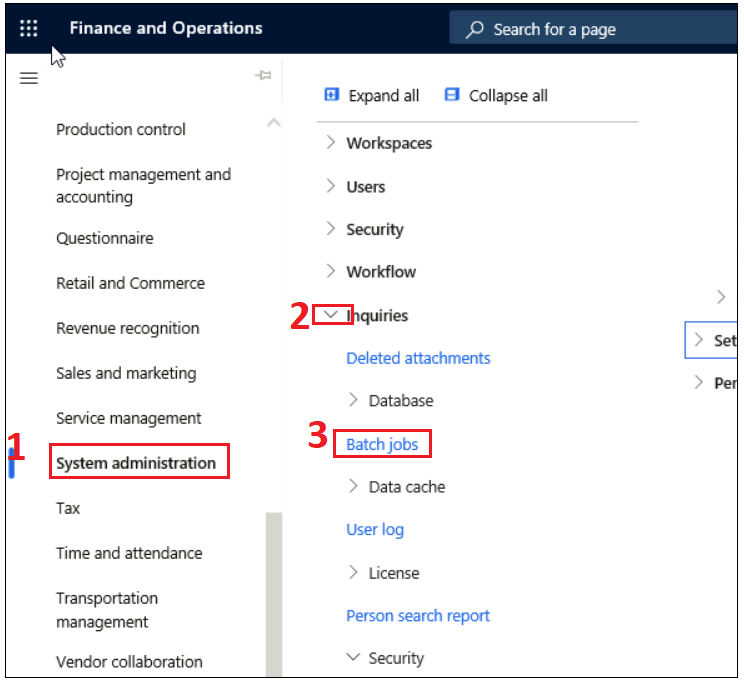 Finance and Operations
Search for a page
Production control
Project management and
accounting
Questionnaire
Retail and Commerce
Revenue recognition
Sales and marketing
Service management
1
System administration
Tax
Time and attendance
Transportation
management
Vendor collaboration
Expand all
Collapse all
Workspaces
Users
Security
Workflow
2
Inquiries
Deleted attachments
Database
3
Batch jobs
Data cache
User log
License
Person search report
Security
Set
Per